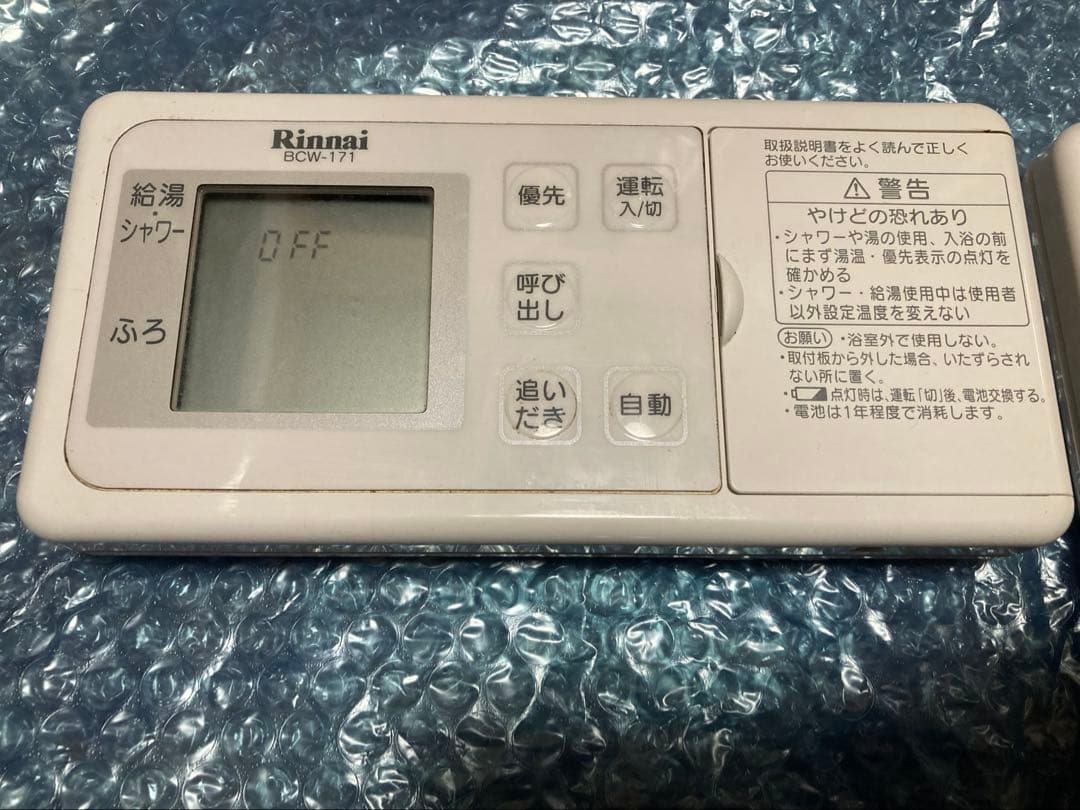 Rinnai
BCW-171
給湯
・
シャワー
ふろ
OFF
優先
運転
入/切
呼び
出し
追い
だき
自動
取扱説明書をよく読んで正しく
お使いください。
⚠ 警告
やけどの恐れあり
・シャワーや湯の使用、入浴の前
にまず湯温・優先表示の点灯を
確かめる
・シャワー・給湯使用中は使用者
以外設定温度を変えない
お願い ・浴室外で使用しない。
・取付板から外した場合、いたずらされ
ない所に置く。
・点灯時は、運転「切」後、電池交換する。
・電池は1年程度で消耗します。